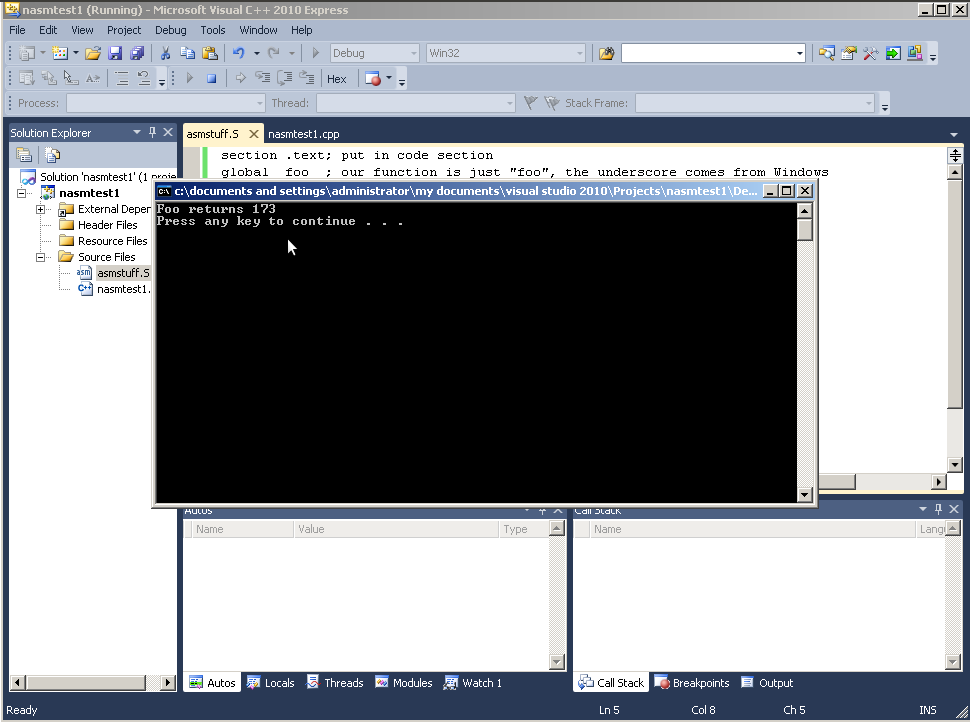 nasmtest1 (Running) - Microsoft Visual C++ 2010 Express
File Edit View Project Debug Tools Window Help
Debug Win32
Hex
Process: Thread: Stack Frame:
Solution Explorer
asmstuff.S nasmtest1.cpp
section .text; put in code section
global _foo ; our function is just "foo", the underscore comes from Windows
Solution 'nasmtest1' (1 proje
nasmtest1
External Deper
Header Files
Resource Files
Source Files
asmstuff.S
nasmtest1.
c:\documents and settings\administrator\my documents\visual studio 2010\Projects\nasmtest1\De...
Foo returns 173
Press any key to continue . . .
Autos
Name Value Type
Call Stack
Name Lang
Autos Locals Threads Modules Watch 1
Call Stack Breakpoints Output
Ready Ln 5 Col 8 Ch 5 INS